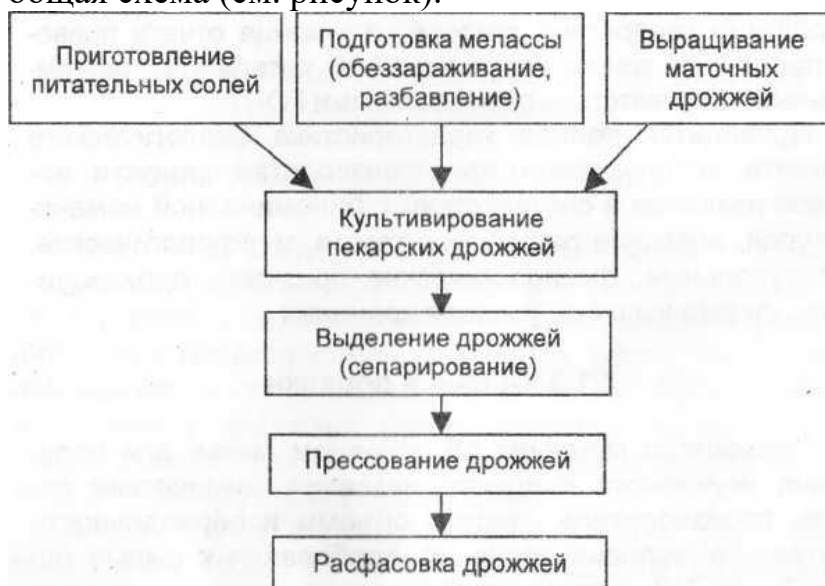 общая схема (см. рисунок).
Приготовление
питательных солей
Подготовка мелассы
(обеззараживание,
разбавление)
Выращивание
маточных
дрожжей
Культивирование
пекарских дрожжей
Выделение дрожжей
(сепарирование)
Прессование дрожжей
Расфасовка дрожжей